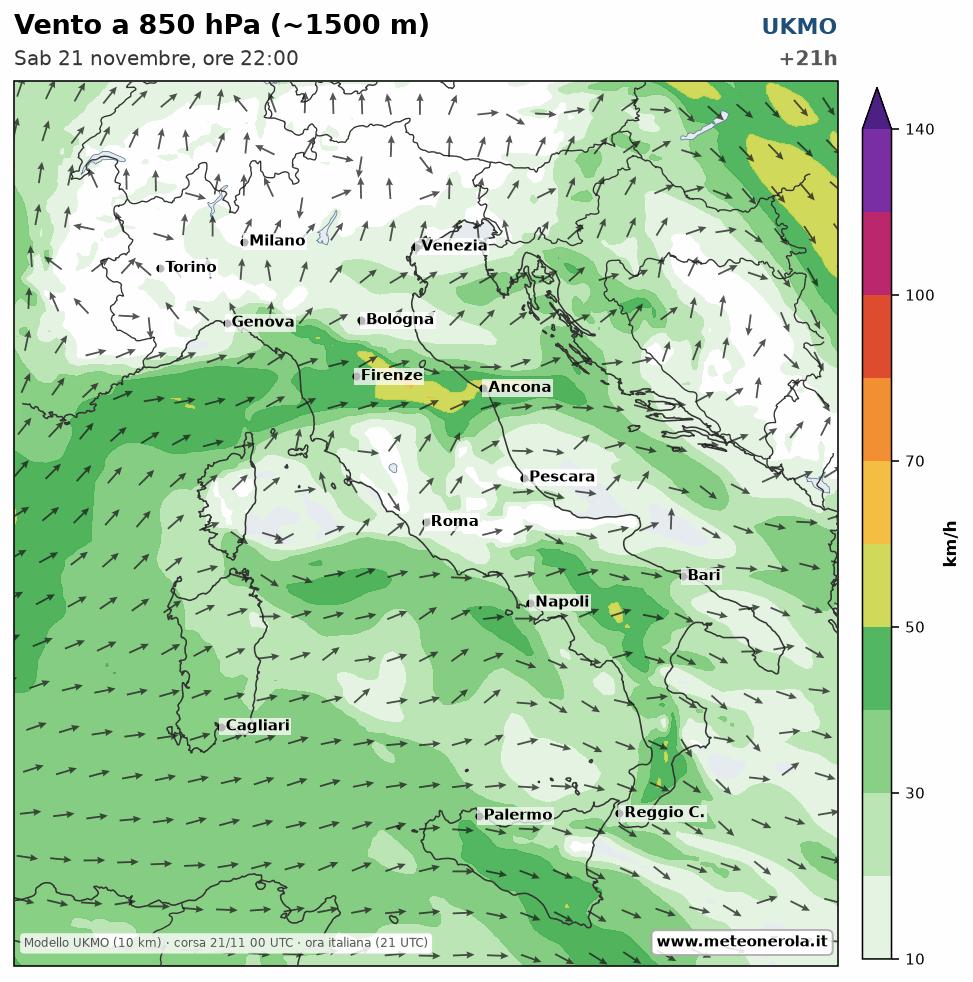 Vento a 850 hPa (~1500 m)
UKMO
Sab 21 novembre, ore 22:00
+21h
Milano
Venezia
Torino
Genova
Bologna
Firenze
Ancona
Pescara
Roma
Bari
Napoli
Cagliari
Palermo
Reggio C.
140
100
70
50
30
10
km/h
Modello UKMO (10 km) · corsa 21/11 00 UTC · ora italiana (21 UTC)
www.meteonerola.it